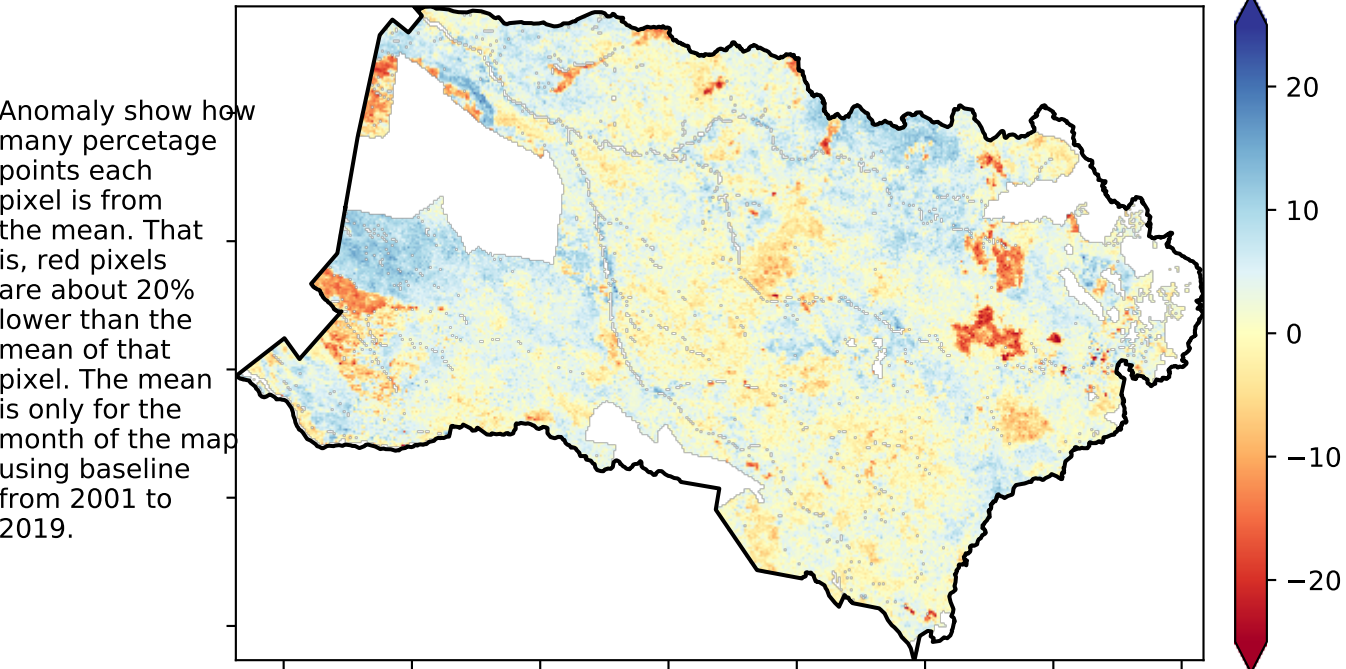 Anomaly show how
many percetage
points each
pixel is from
the mean. That
is, red pixels
are about 20%
lower than the
mean of that
pixel. The mean
is only for the
month of the map
using baseline
from 2001 to
2019.
20
10
0
−10
−20